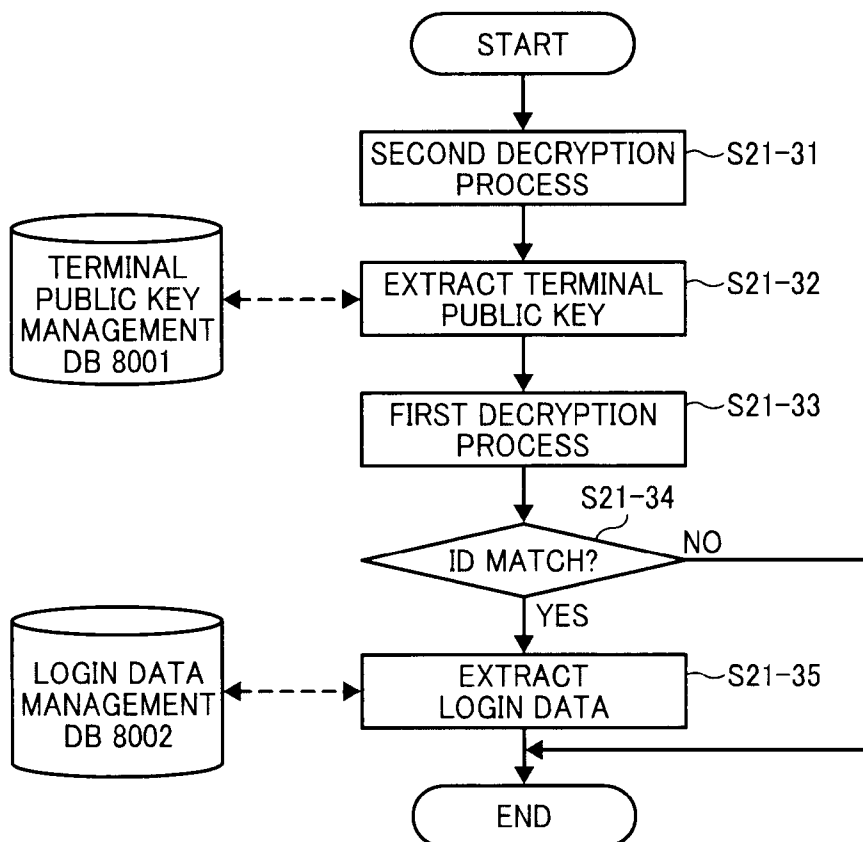 START
SECOND DECRYPTION
PROCESS
S21-31
TERMINAL
PUBLIC KEY
MANAGEMENT
DB 8001
EXTRACT TERMINAL
PUBLIC KEY
S21-32
FIRST DECRYPTION
PROCESS
S21-33
S21-34
ID MATCH?
NO
YES
LOGIN DATA
MANAGEMENT
DB 8002
EXTRACT
LOGIN DATA
S21-35
END